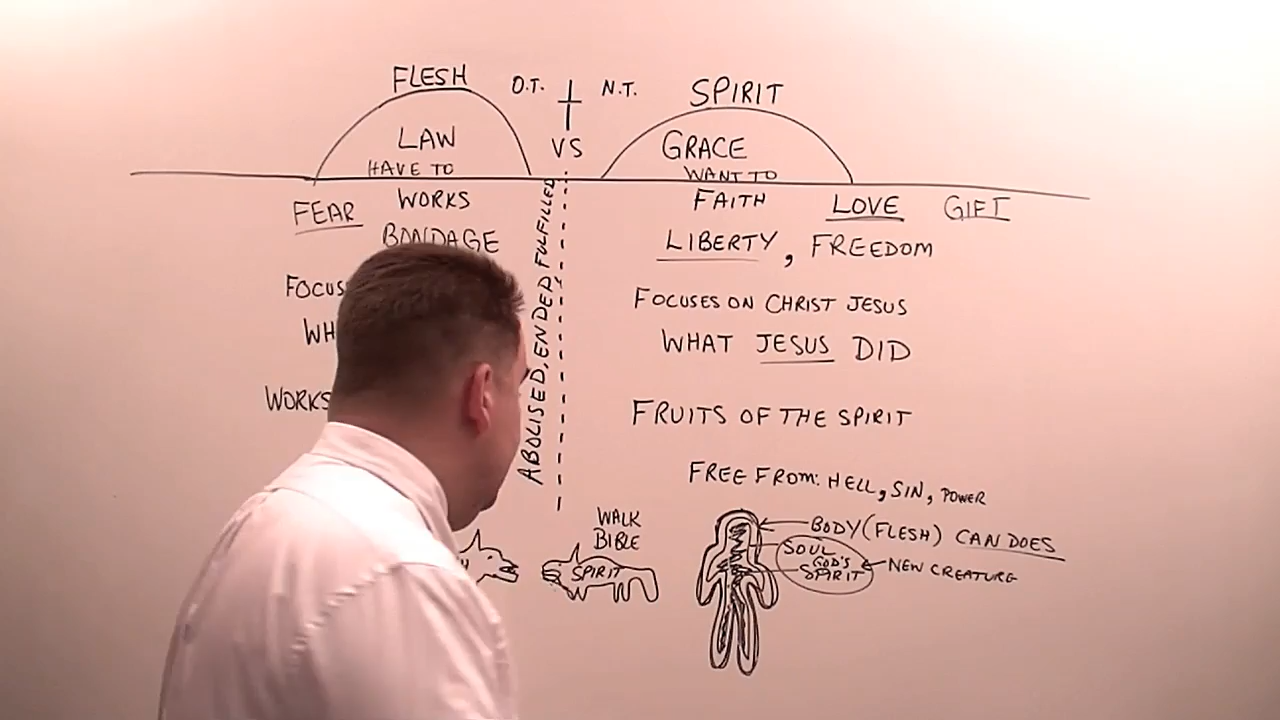 FLESH
O.T.
N.T.
SPIRIT
LAW
VS
GRACE
HAVE TO
WANT TO
FEAR
WORKS
FAITH
LOVE
GIFT
BONDAGE
LIBERTY, FREEDOM
ABOLISED, ENDED, FULFILLED
FOCUS
FOCUSES ON CHRIST JESUS
WH
WHAT JESUS DID
WORKS
FRUITS OF THE SPIRIT
FREE FROM: HELL, SIN, POWER
WALK
BIBLE
SPIRIT
BODY (FLESH) CAN DOES
SOUL
GOD'S
SPIRIT
NEW CREATURE